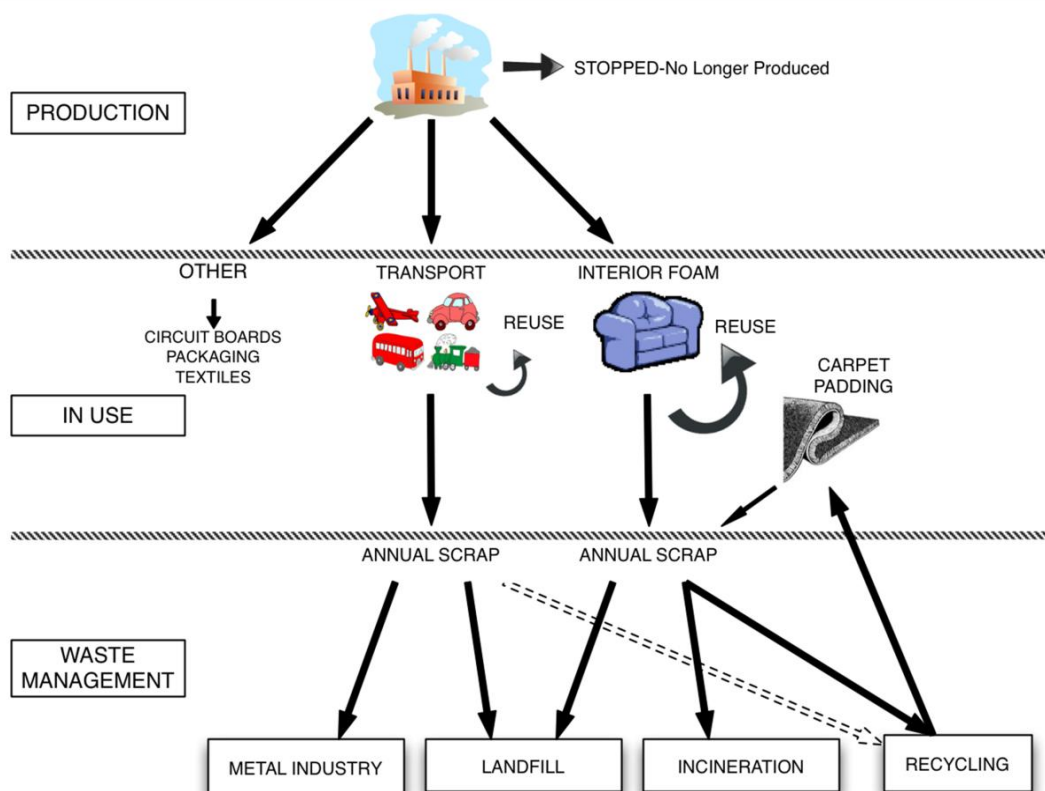 STOPPED-No Longer Produced
PRODUCTION
OTHER
TRANSPORT
INTERIOR FOAM
CIRCUIT BOARDS
PACKAGING
TEXTILES
REUSE
REUSE
CARPET
PADDING
IN USE
ANNUAL SCRAP
ANNUAL SCRAP
WASTE
MANAGEMENT
METAL INDUSTRY
LANDFILL
INCINERATION
RECYCLING